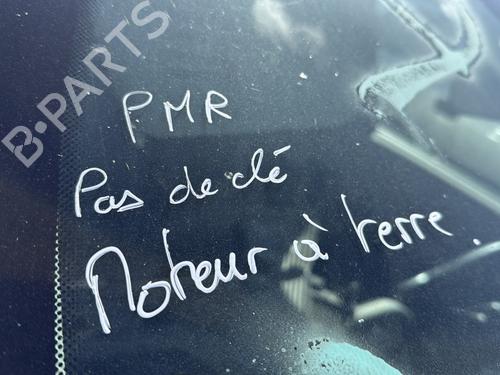 B-PARTS
PMR
Pas de clé
Moteur à terre.